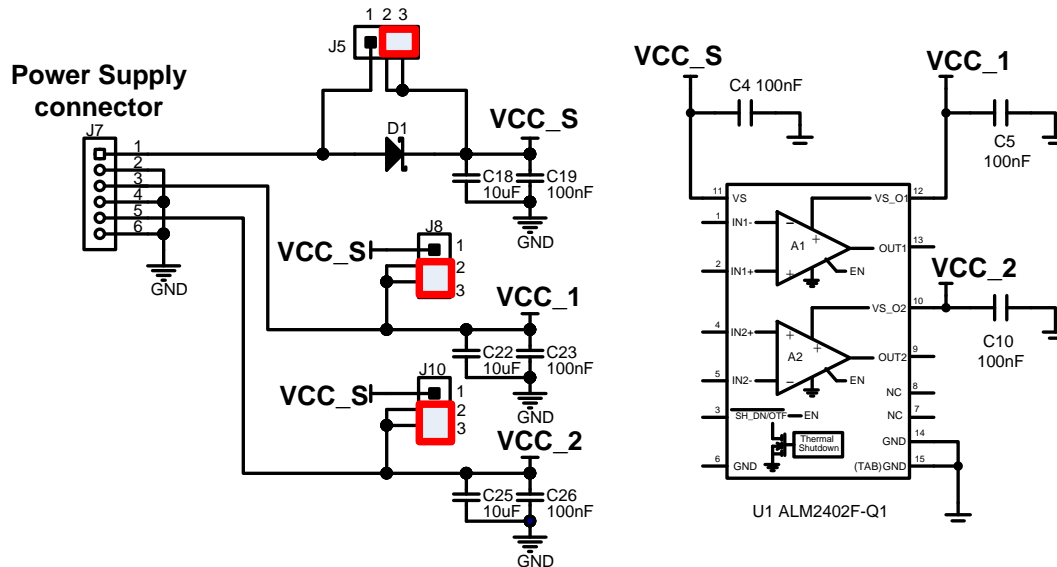 1 2 3
J5
Power Supply
connector
J7
1
2
3
4
5
6
GND
D1
VCC_S
C18
10uF
C19
100nF
GND
J8
VCC_S
1
2
3
VCC_1
C22
10uF
C23
100nF
GND
J10
VCC_S
1
2
3
VCC_2
C25
10uF
C26
100nF
GND
VCC_S
C4 100nF
VCC_1
C5
100nF
11
VS
12
VS_O1
1
IN1-
A1
13
OUT1
2
IN1+
EN
VCC_2
10
VS_O2
C10
100nF
4
IN2+
A2
9
OUT2
5
IN2-
EN
8
NC
3
SH_DN/OTF
EN
7
NC
Thermal
Shutdown
14
GND
6
GND
15
(TAB)GND
U1 ALM2402F-Q1